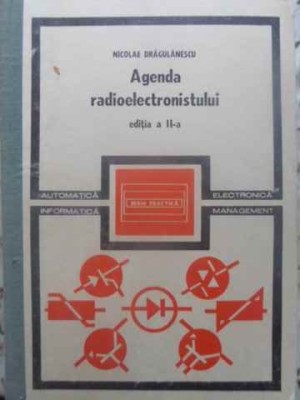 NICOLAE DRĂGULĂNESCU
Agenda
radioelectronistului
ediția a II-a
AUTOMATICĂ
ELECTRONICĂ
INFORMATICĂ
MANAGEMENT